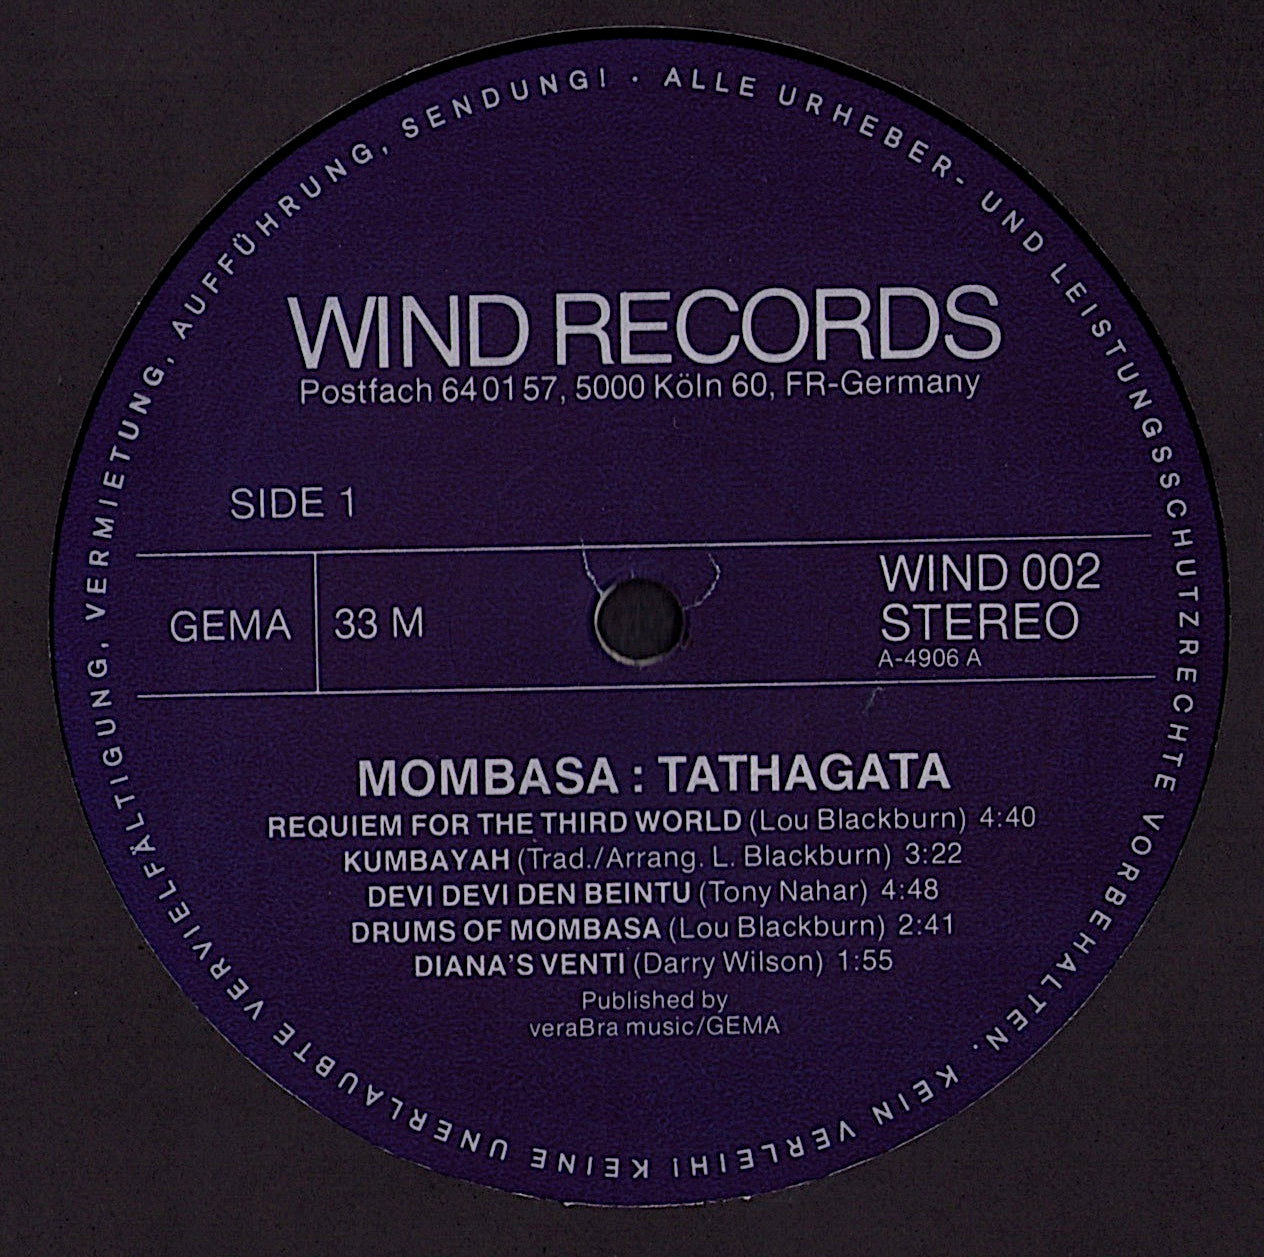 ALLE URHEBER- UND LEISTUNGSSCHUTZRECHTE VORBEHALTEN · KEIN VERLEIH! KEINE UNERLAUBTE VERVIELFÄLTIGUNG, VERMIETUNG, AUFFÜHRUNG, SENDUNG! ·
WIND RECORDS
Postfach 64 01 57, 5000 Köln 60, FR-Germany
SIDE 1
GEMA
33 M
WIND 002
STEREO
A-4906 A
MOMBASA : TATHAGATA
REQUIEM FOR THE THIRD WORLD (Lou Blackburn) 4:40
KUMBAYAH (Trad./Arrang. L. Blackburn) 3:22
DEVI DEVI DEN BEINTU (Tony Nahar) 4:48
DRUMS OF MOMBASA (Lou Blackburn) 2:41
DIANA'S VENTI (Darry Wilson) 1:55
Published by
veraBra music/GEMA